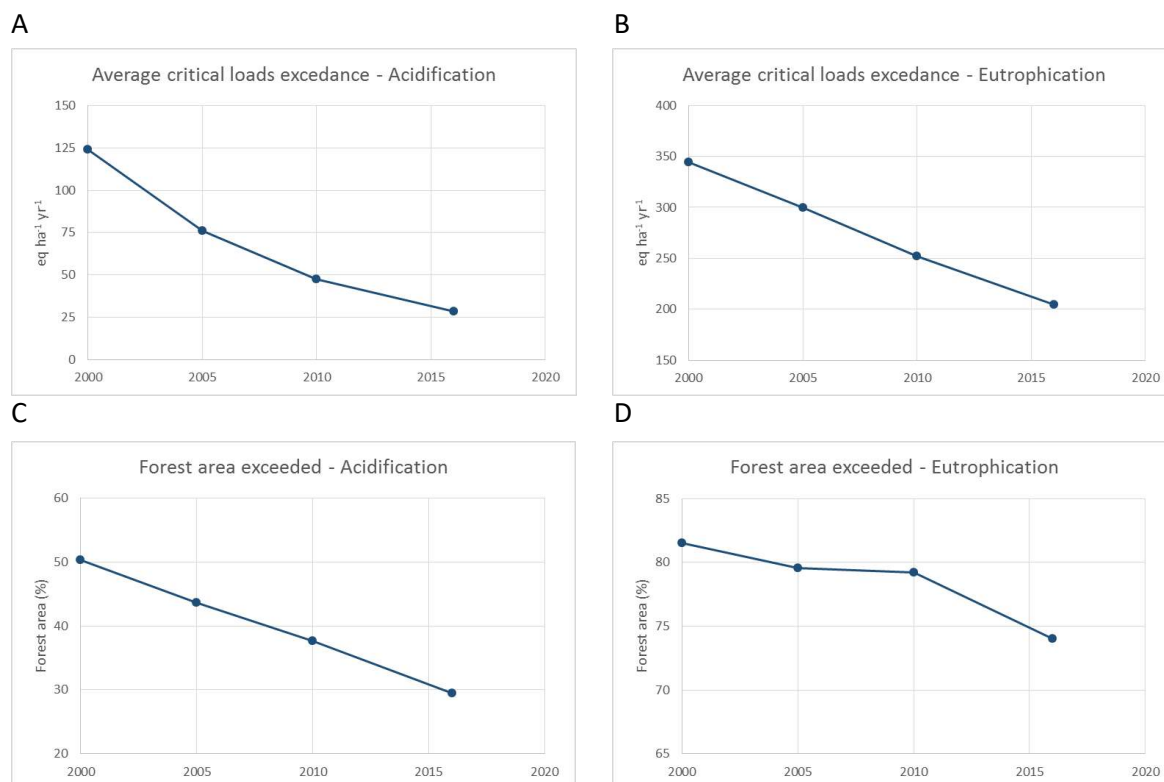 A
Average critical loads excedance - Acidification
eq ha⁻¹ yr⁻¹
150
125
100
75
50
25
0
2000 2005 2010 2015 2020
B
Average critical loads excedance - Eutrophication
eq ha⁻¹ yr⁻¹
400
350
300
250
200
150
2000 2005 2010 2015 2020
C
Forest area exceeded - Acidification
Forest area (%)
60
50
40
30
20
2000 2005 2010 2015 2020
D
Forest area exceeded - Eutrophication
Forest area (%)
85
80
75
70
65
2000 2005 2010 2015 2020